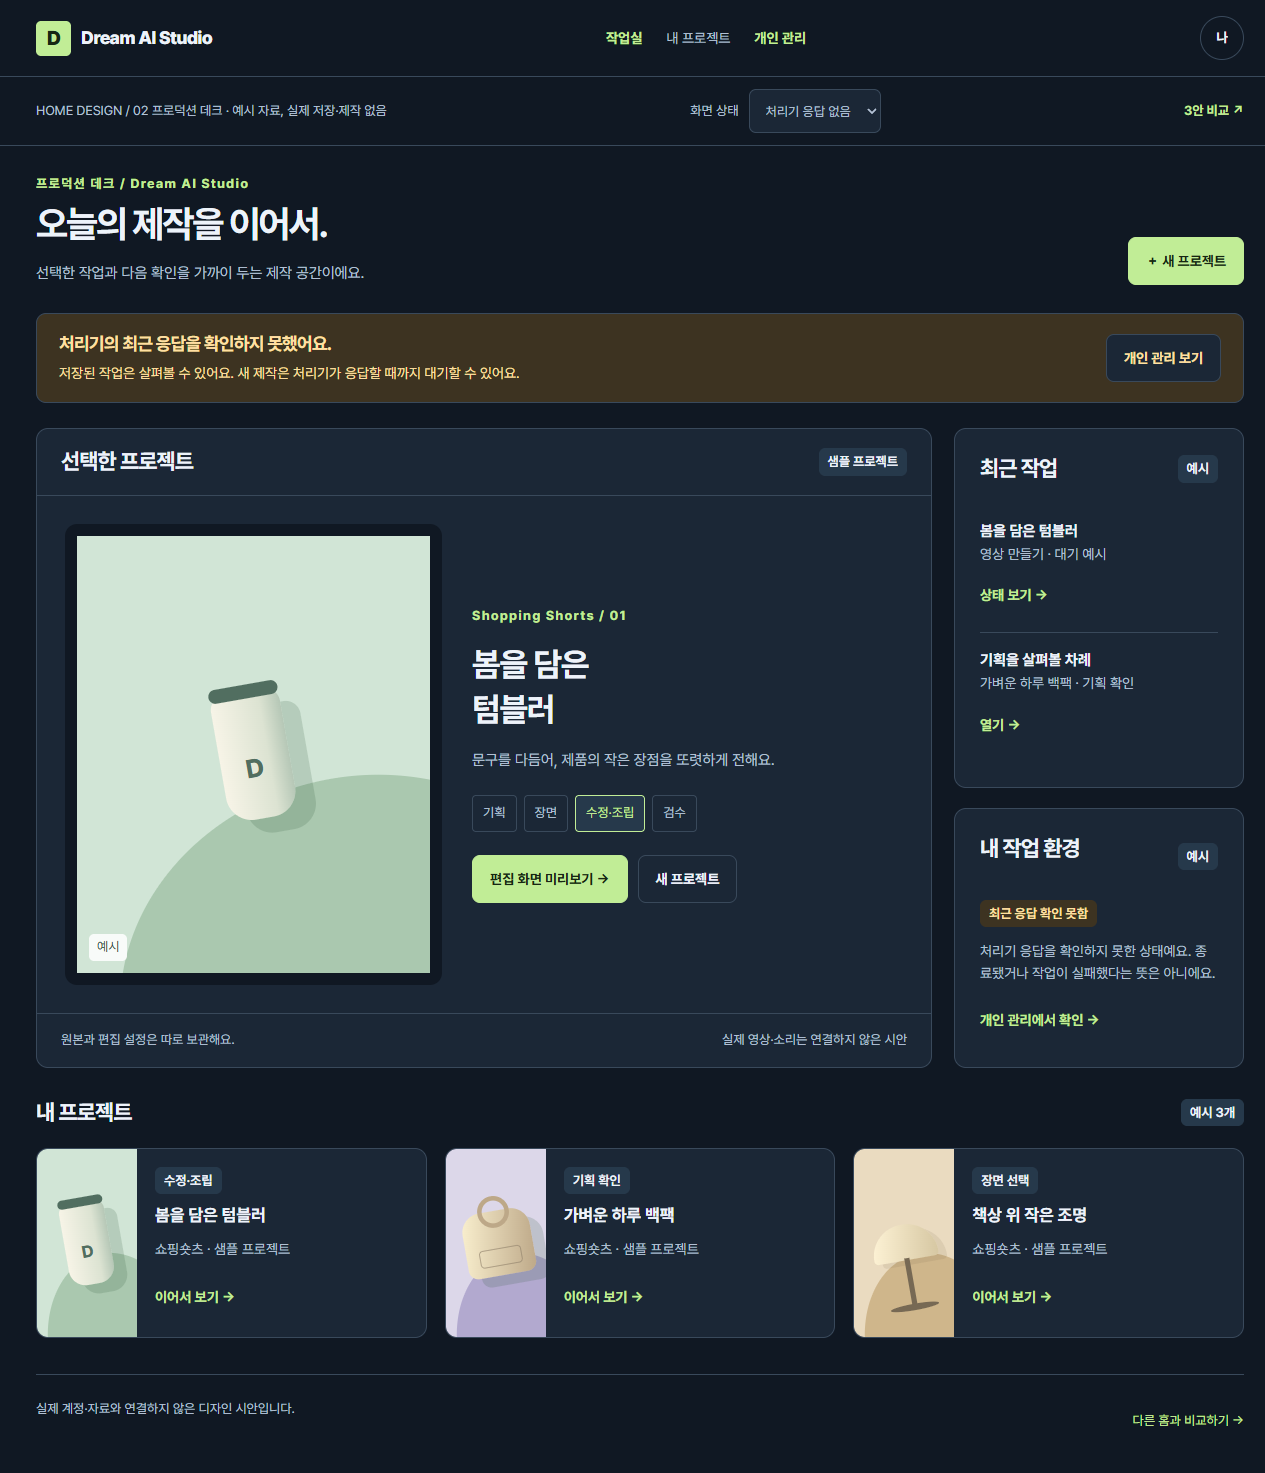 D Dream AI Studio
작업실 내 프로젝트 개인 관리
나
HOME DESIGN / 02 프로덕션 데크 · 예시 자료, 실제 저장·제작 없음
화면 상태 처리기 응답 없음
3안 비교 ↗
프로덕션 데크 / Dream AI Studio
오늘의 제작을 이어서.
선택한 작업과 다음 확인을 가까이 두는 제작 공간이에요.
+ 새 프로젝트
처리기의 최근 응답을 확인하지 못했어요.
저장된 작업은 살펴볼 수 있어요. 새 제작은 처리기가 응답할 때까지 대기할 수 있어요.
개인 관리 보기
선택한 프로젝트
샘플 프로젝트
D
예시
Shopping Shorts / 01
봄을 담은
텀블러
문구를 다듬어, 제품의 작은 장점을 또렷하게 전해요.
기획 장면 수정·조립 검수
편집 화면 미리보기 →
새 프로젝트
원본과 편집 설정은 따로 보관해요.
실제 영상·소리는 연결하지 않은 시안
최근 작업
예시
봄을 담은 텀블러
영상 만들기 · 대기 예시
상태 보기 →
기획을 살펴볼 차례
가벼운 하루 백팩 · 기획 확인
열기 →
내 작업 환경
예시
최근 응답 확인 못함
처리기 응답을 확인하지 못한 상태예요. 종
료됐거나 작업이 실패했다는 뜻은 아니에요.
개인 관리에서 확인 →
내 프로젝트
예시 3개
D
수정·조립
봄을 담은 텀블러
쇼핑숏츠 · 샘플 프로젝트
이어서 보기 →
기획 확인
가벼운 하루 백팩
쇼핑숏츠 · 샘플 프로젝트
이어서 보기 →
장면 선택
책상 위 작은 조명
쇼핑숏츠 · 샘플 프로젝트
이어서 보기 →
실제 계정·자료와 연결하지 않은 디자인 시안입니다.
다른 홈과 비교하기 →